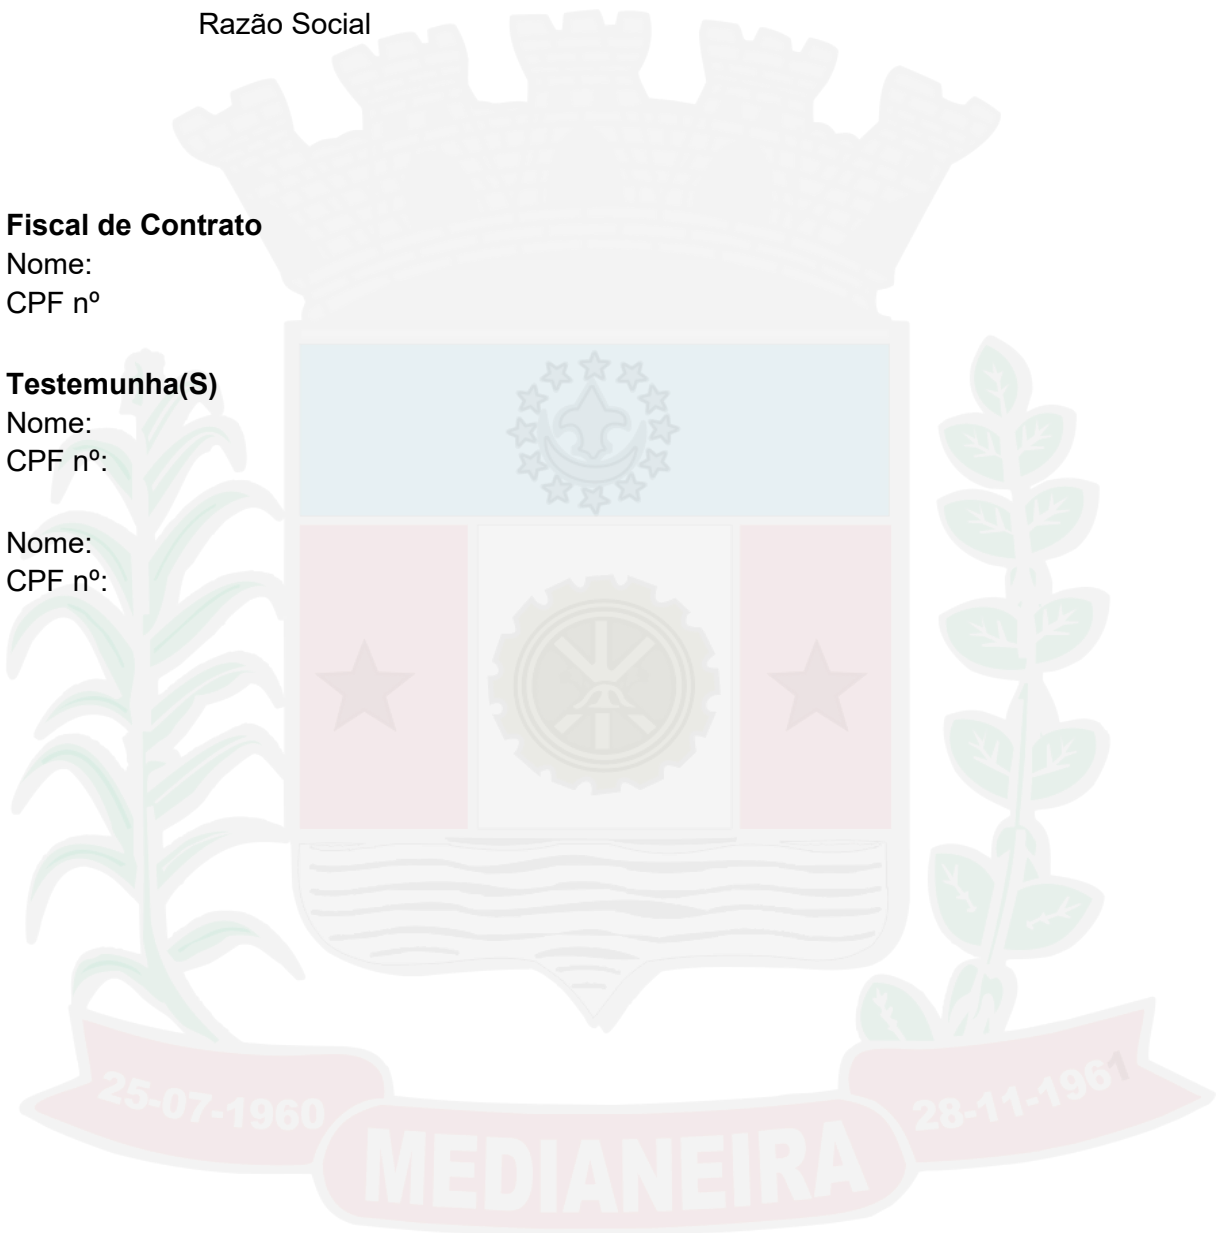 Razão Social
Fiscal de Contrato
Nome:
CPF nº
Testemunha(S)
Nome:
CPF nº:
Nome:
CPF nº:
25-07-1960
28-11-1961
MEDIANEIRA